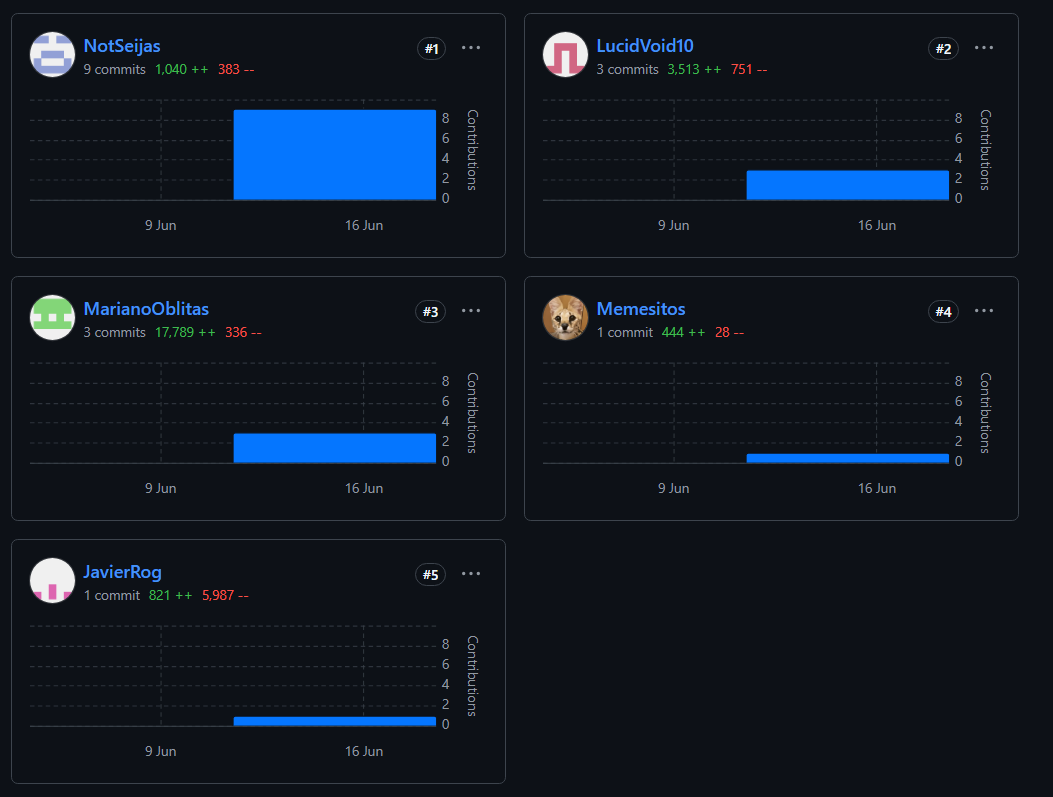 NotSeijas #1 ···
9 commits 1,040 ++ 383 --
8
6
4
2
0
Contributions
9 Jun 16 Jun
LucidVoid10 #2 ···
3 commits 3,513 ++ 751 --
8
6
4
2
0
Contributions
9 Jun 16 Jun
MarianoOblitas #3 ···
3 commits 17,789 ++ 336 --
8
6
4
2
0
Contributions
9 Jun 16 Jun
Memesitos #4 ···
1 commit 444 ++ 28 --
8
6
4
2
0
Contributions
9 Jun 16 Jun
JavierRog #5 ···
1 commit 821 ++ 5,987 --
8
6
4
2
0
Contributions
9 Jun 16 Jun